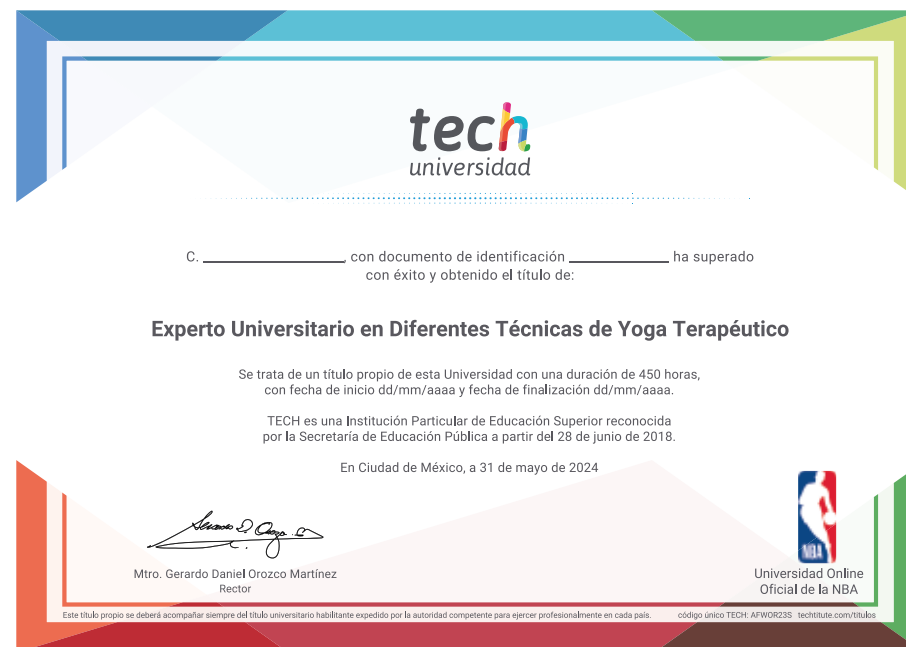 tech
universidad
C. ____________, con documento de identificación ____________ ha superado
con éxito y obtenido el título de:
Experto Universitario en Diferentes Técnicas de Yoga Terapéutico
Se trata de un título propio de esta Universidad con una duración de 450 horas,
con fecha de inicio dd/mm/aaaa y fecha de finalización dd/mm/aaaa.
TECH es una Institución Particular de Educación Superior reconocida
por la Secretaría de Educación Pública a partir del 28 de junio de 2018.
En Ciudad de México, a 31 de mayo de 2024
Mtro. Gerardo Daniel Orozco Martínez
Rector
NBA
Universidad Online
Oficial de la NBA
Este título propio se deberá acompañar siempre del título universitario habilitante expedido por la autoridad competente para ejercer profesionalmente en cada país. código único TECH: AFWOR23S techtitute.com/titulos